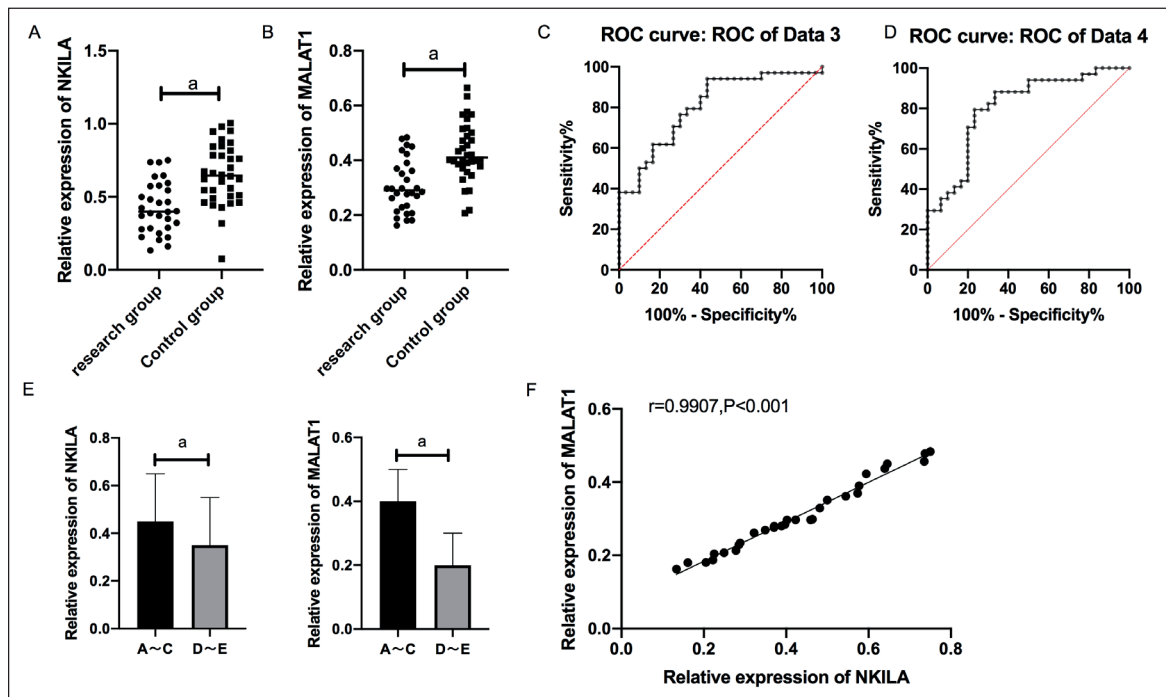 A
Relative expression of NKILA
1.5
1.0
0.5
0.0
a
research group
Control group
B
Relative expression of MALAT1
0.8
0.6
0.4
0.2
0.0
a
research group
Control group
C
ROC curve: ROC of Data 3
Sensitivity%
100
80
60
40
20
0
0 20 40 60 80 100
100% - Specificity%
D
ROC curve: ROC of Data 4
Sensitivity%
100
80
60
40
20
0
0 20 40 60 80 100
100% - Specificity%
E
Relative expression of NKILA
0.8
0.6
0.4
0.2
0.0
a
A~C D~E
Relative expression of MALAT1
0.6
0.4
0.2
0.0
a
A~C D~E
F
Relative expression of MALAT1
0.6
0.4
0.2
0.0
r=0.9907,P<0.001
0.0 0.2 0.4 0.6 0.8
Relative expression of NKILA